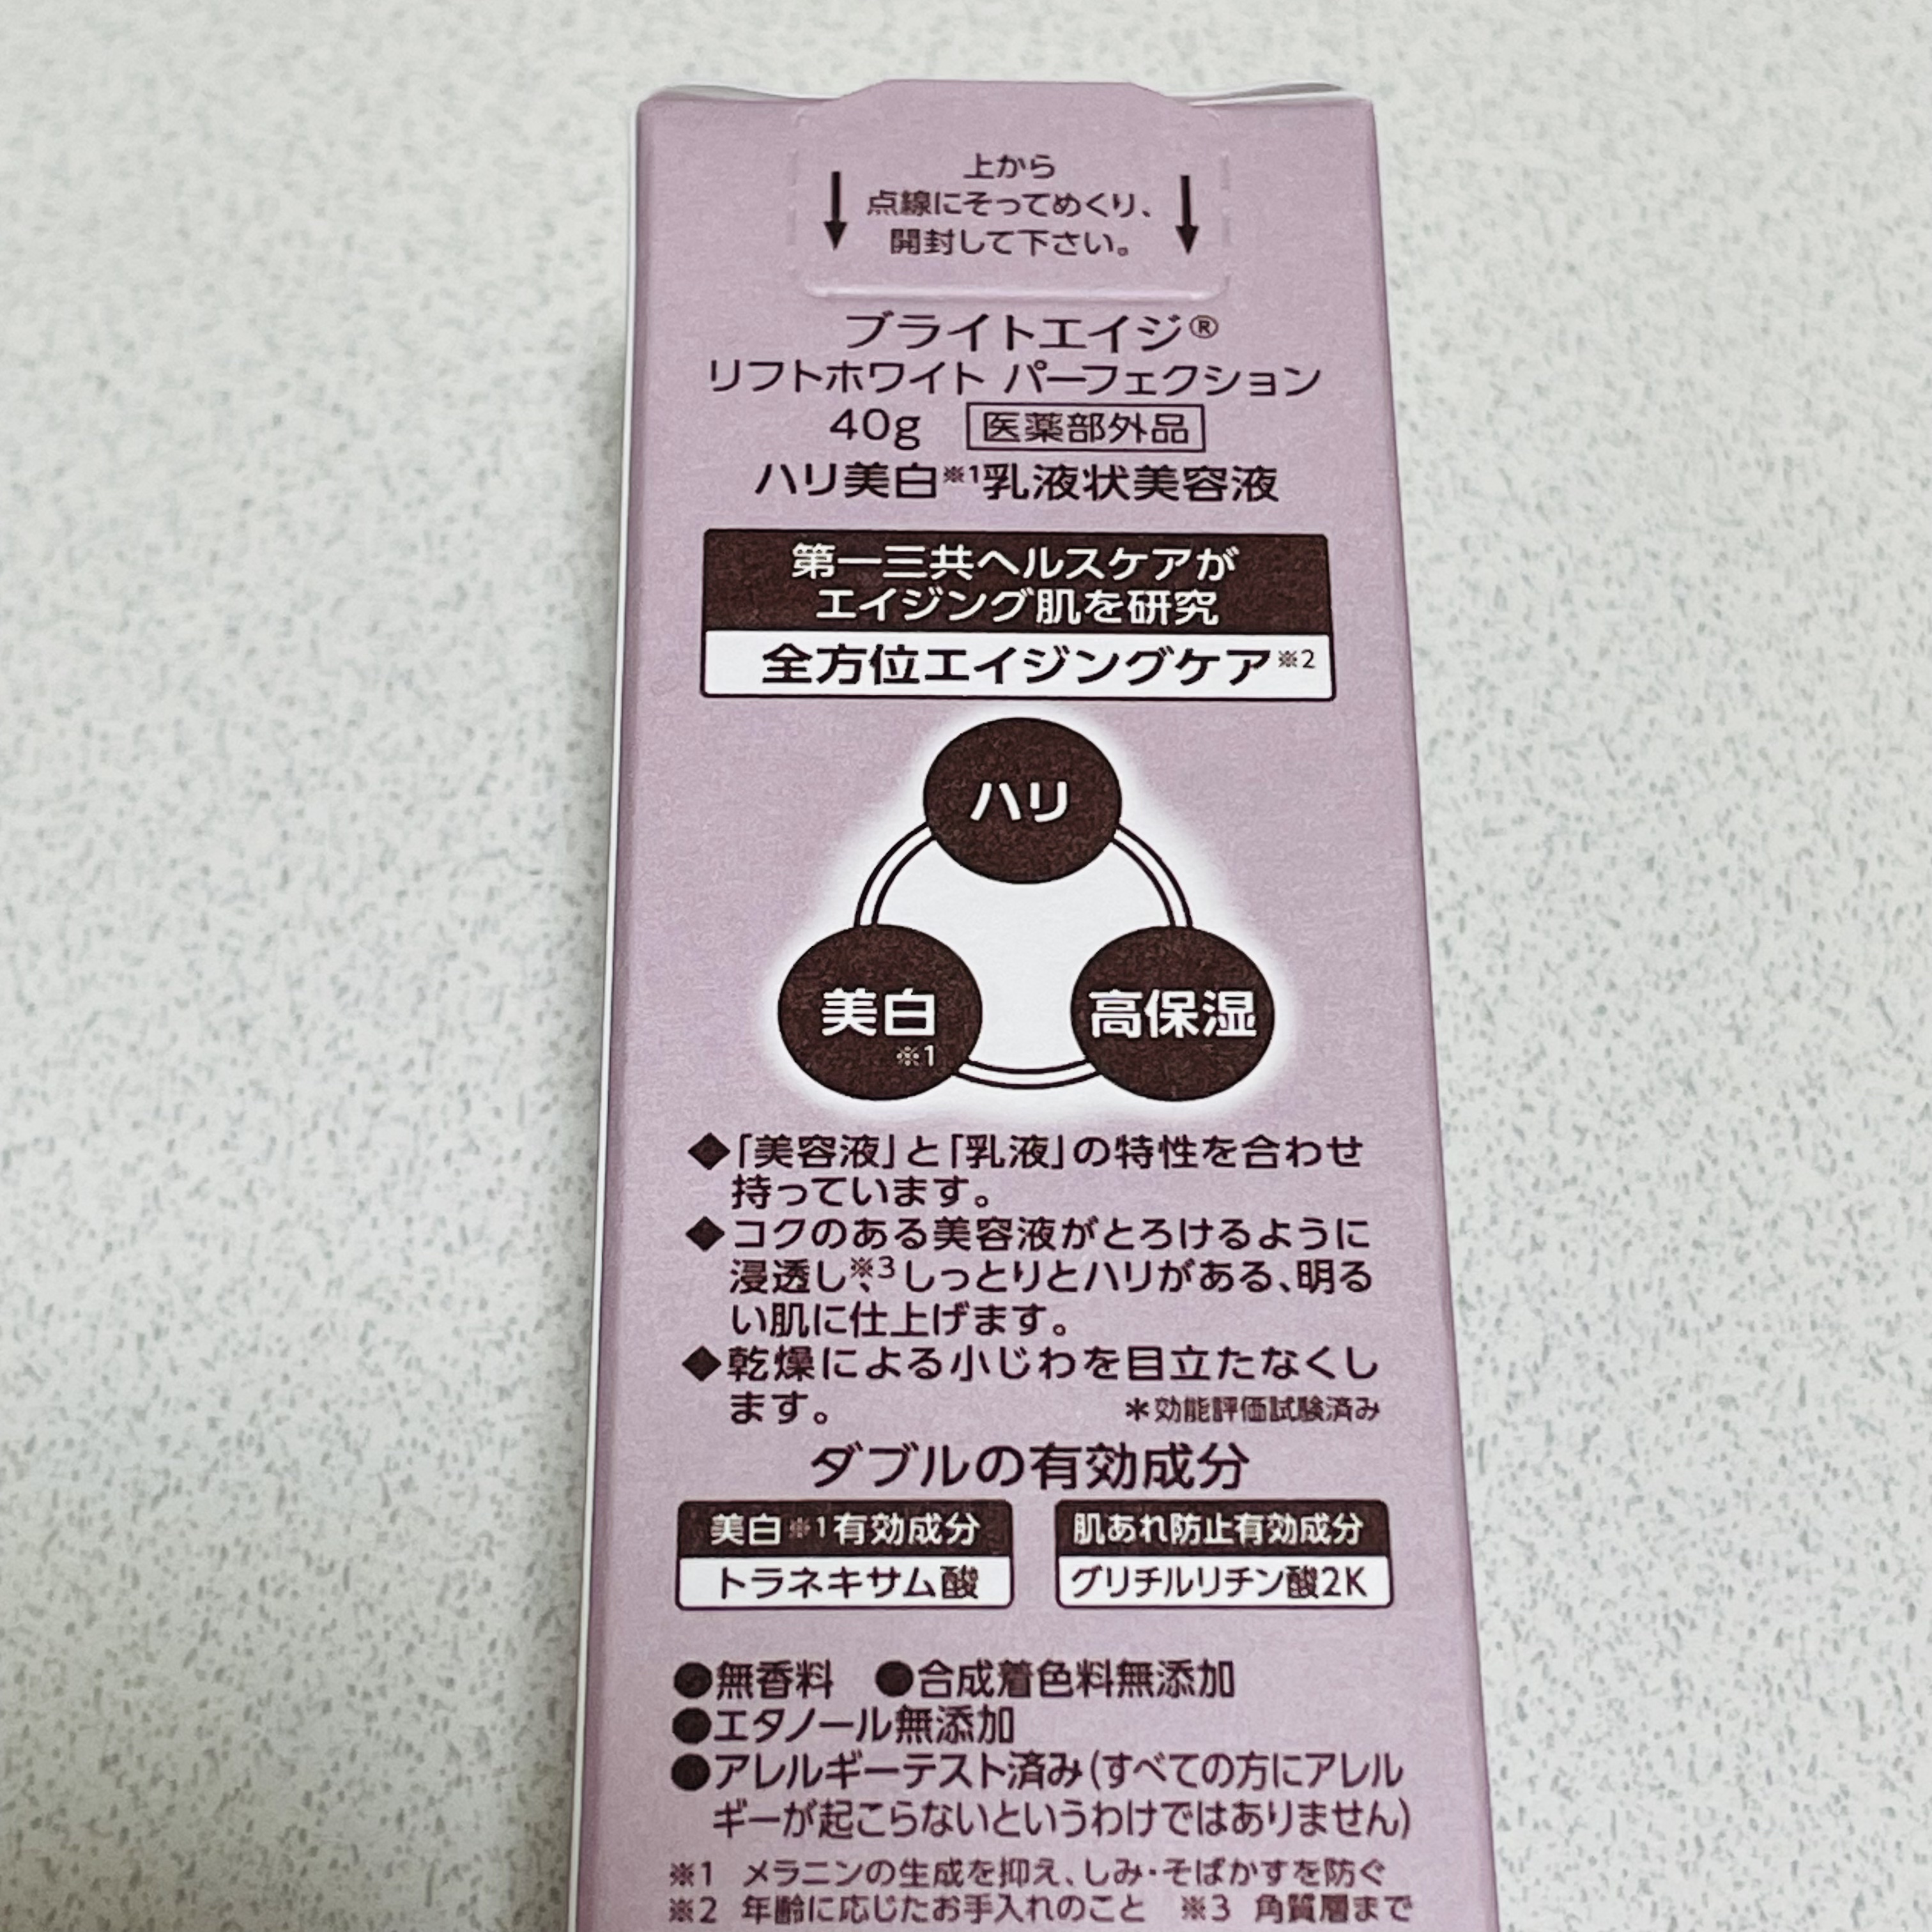 上から
点線にそってめくり、
開封して下さい。
ブライトエイジ®
リフトホワイト パーフェクション
40g 医薬部外品
ハリ美白※1乳液状美容液
第一三共ヘルスケアが
エイジング肌を研究
全方位エイジングケア※2
ハリ
美白
※1
高保湿
◆「美容液」と「乳液」の特性を合わせ
持っています。
◆コクのある美容液がとろけるように
浸透し※3、しっとりとハリがある、明る
い肌に仕上げます。
◆乾燥による小じわを目立たなくし
ます。 *効能評価試験済み
ダブルの有効成分
美白※1有効成分
トラネキサム酸
肌あれ防止有効成分
グリチルリチン酸2K
●無香料 ●合成着色料無添加
●エタノール無添加
●アレルギーテスト済み(すべての方にアレル
ギーが起こらないというわけではありません)
※1 メラニンの生成を抑え、しみ・そばかすを防ぐ
※2 年齢に応じたお手入れのこと ※3 角質層まで